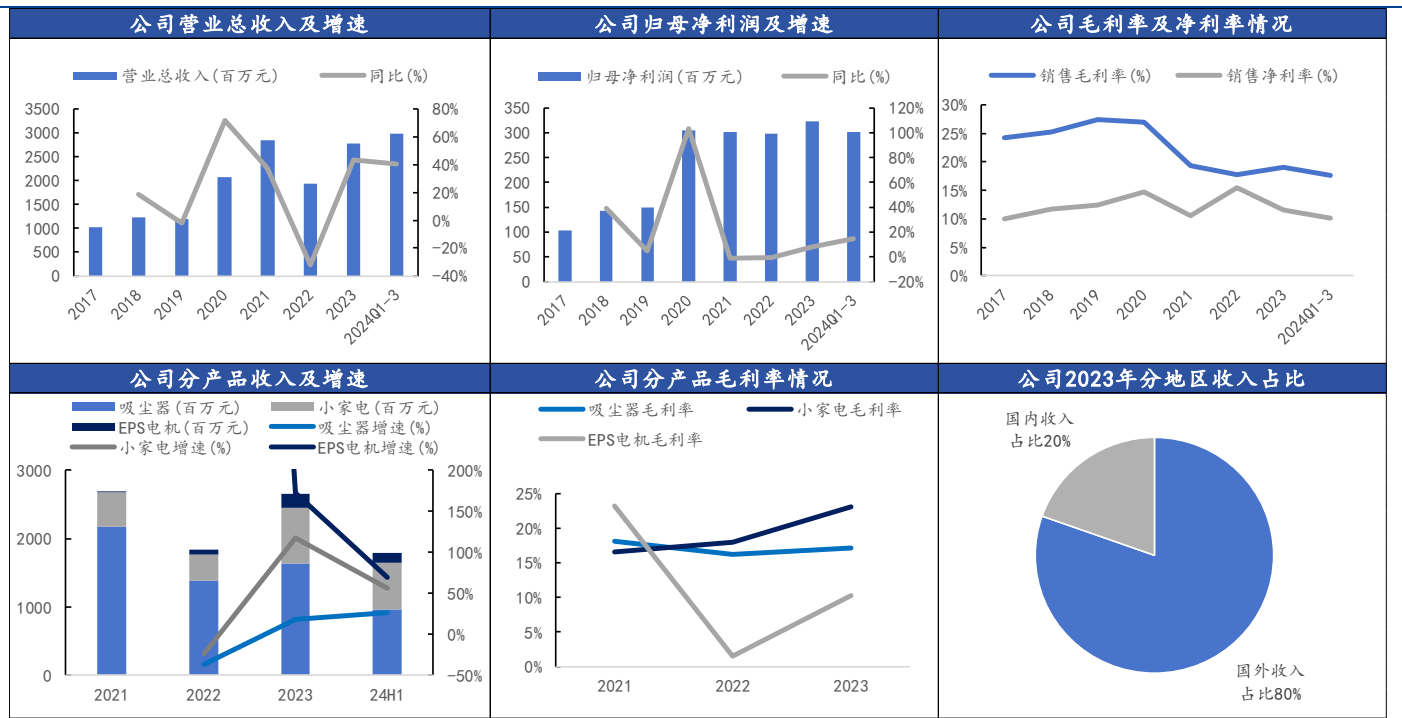 公司营业总收入及增速
营业总收入(百万元) 同比(%)
3500 80%
3000 60%
2500 40%
2000 20%
1500 0%
1000 -20%
500 -40%
0
2017 2018 2019 2020 2021 2022 2023 2024Q1-3
公司归母净利润及增速
归母净利润(百万元) 同比(%)
350 120%
300 100%
250 80%
200 60%
150 40%
100 20%
50 0%
0 -20%
2017 2018 2019 2020 2021 2022 2023 2024Q1-3
公司毛利率及净利率情况
销售毛利率(%) 销售净利率(%)
30%
25%
20%
15%
10%
5%
0%
2017 2018 2019 2020 2021 2022 2023 2024Q1-3
公司分产品收入及增速
吸尘器(百万元) 小家电(百万元)
EPS电机(百万元) 吸尘器增速(%)
小家电增速(%) EPS电机增速(%)
3000 200%
150%
2000 100%
50%
1000 0%
0 -50%
2021 2022 2023 24H1
公司分产品毛利率情况
吸尘器毛利率 小家电毛利率
EPS电机毛利率
25%
20%
15%
10%
5%
0%
2021 2022 2023
公司2023年分地区收入占比
国内收入
占比20%
国外收入
占比80%